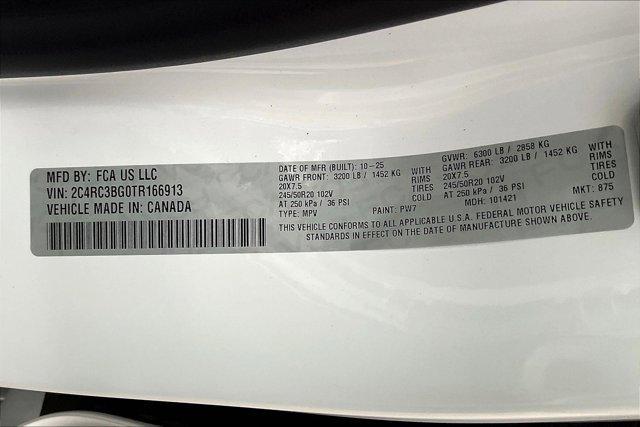 MFD BY: FCA US LLC
VIN: 2C4RC3BG0TR166913
VEHICLE MADE IN: CANADA
DATE OF MFR (BUILT): 10-25
GAWR FRONT: 3200 LB / 1452 KG WITH
20X7.5 RIMS
245/50R20 102V TIRES
AT 250 kPa / 36 PSI COLD
TYPE: MPV PAINT: PW7
GVWR: 6300 LB / 2858 KG
GAWR REAR: 3200 LB / 1452 KG WITH
20X7.5 RIMS
245/50R20 102V TIRES
AT 250 kPa / 36 PSI COLD
MDH: 101421 MKT: 875
THIS VEHICLE CONFORMS TO ALL APPLICABLE U.S.A. FEDERAL MOTOR VEHICLE SAFETY
STANDARDS IN EFFECT ON THE DATE OF MANUFACTURE SHOWN ABOVE.